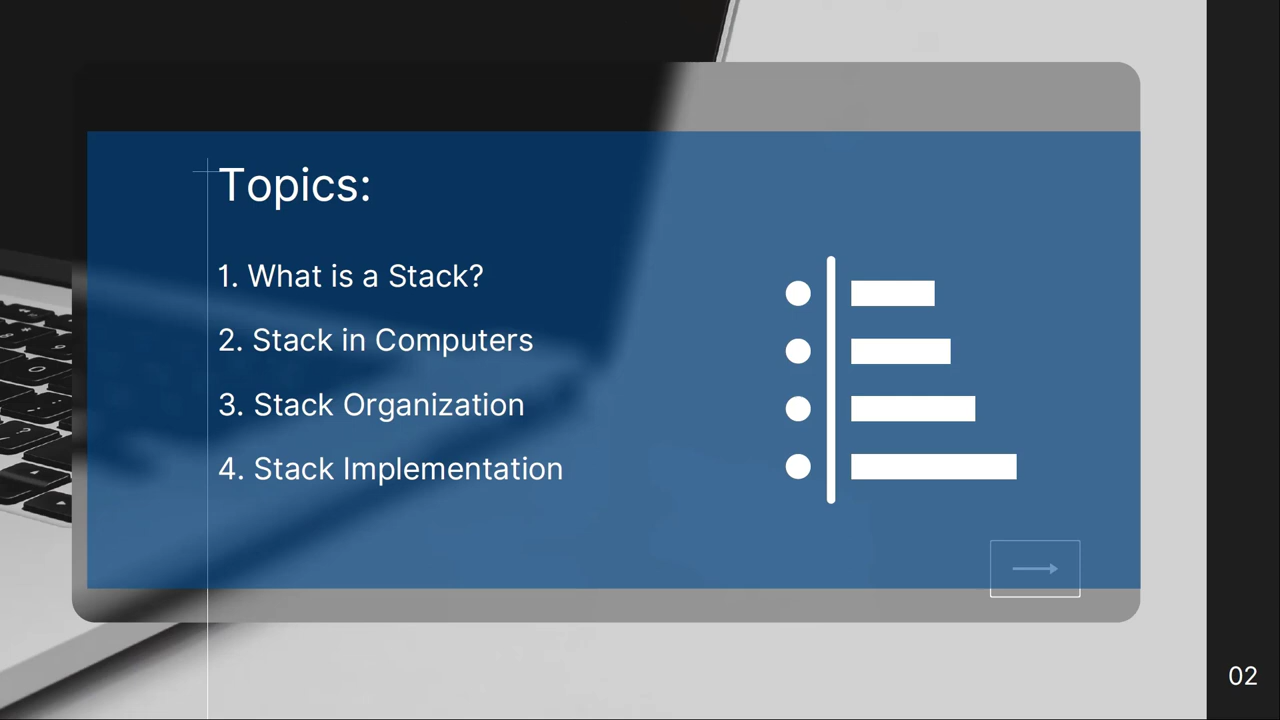 Topics:
1. What is a Stack?
2. Stack in Computers
3. Stack Organization
4. Stack Implementation
02